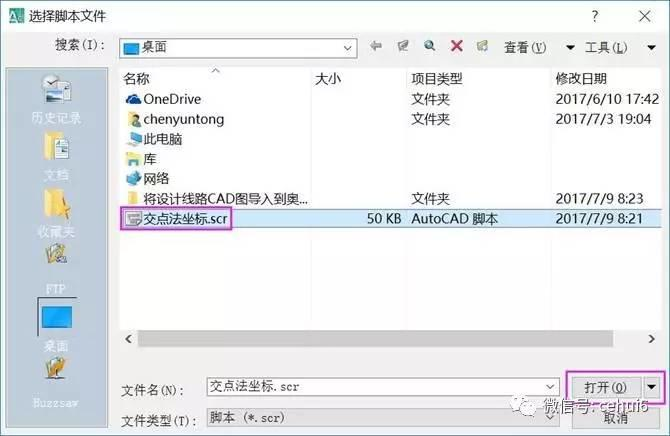 选择脚本文件
搜索(I): 桌面 查看(V) 工具(L)
名称 大小 项目类型 修改日期
OneDrive 文件夹 2017/6/10 17:42
chenyuntong 文件夹 2017/7/3 19:04
此电脑
库
网络
将设计线路CAD图导入到奥... 文件夹 2017/7/9 8:23
交点法坐标.scr 50 KB AutoCAD 脚本 2017/7/9 8:21
历史记录
文档
收藏夹
FTP
桌面
Buzzsaw
文件名(N): 交点法坐标.scr 打开(O)
文件类型(T): 脚本 (*.scr) 取消
微信号: cehui6